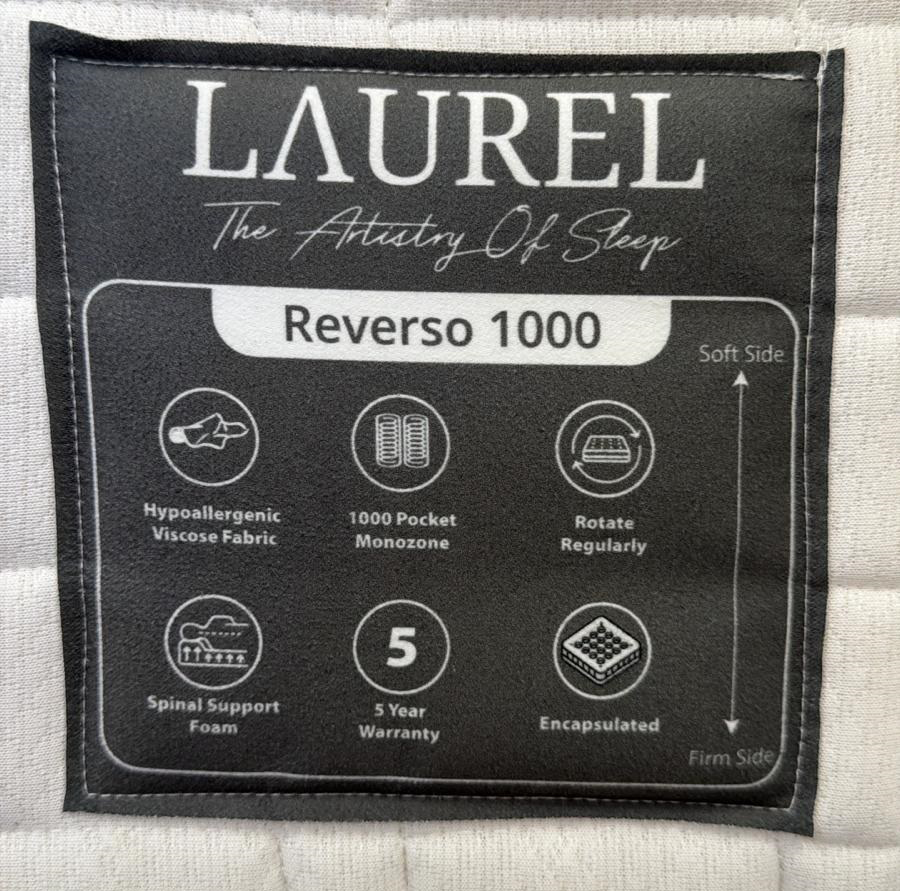 LAUREL
The Artistry Of Sleep
Reverso 1000
Soft Side
Hypoallergenic
Viscose Fabric
1000 Pocket
Monozone
Rotate
Regularly
5
Spinal Support
Foam
5 Year
Warranty
Encapsulated
Firm Side